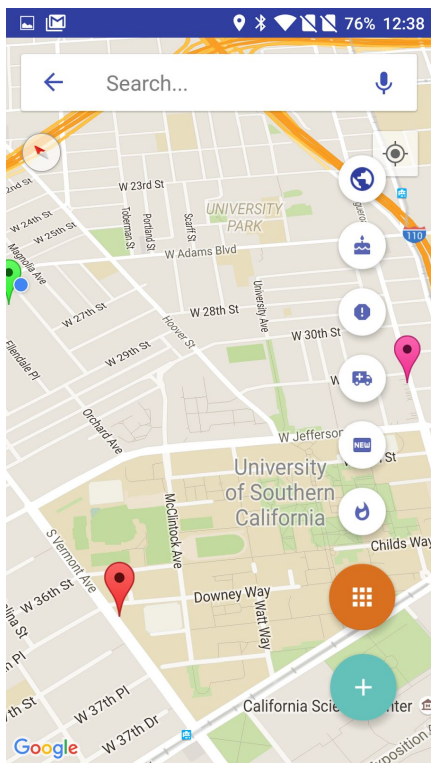 76% 12:38
Search...
2nd St
W 23rd St
W 24th St
W 25th St
Toberman St
Portland St
Scarff St
UNIVERSITY
PARK
110
W Adams Blvd
Magnolia Ave
W 27th St
W 28th St
University Ave
Hoover St
W 30th St
W 29th St
Ellendale Pl
Orchard Ave
W Jefferson
St
NEW
University
of Southern
California
McClintock Ave
S Vermont Ave
Childs Way
W 36th St
Downey Way
Watt Way
W 37th Pl
W 37th Dr
California Scie
nter
Google